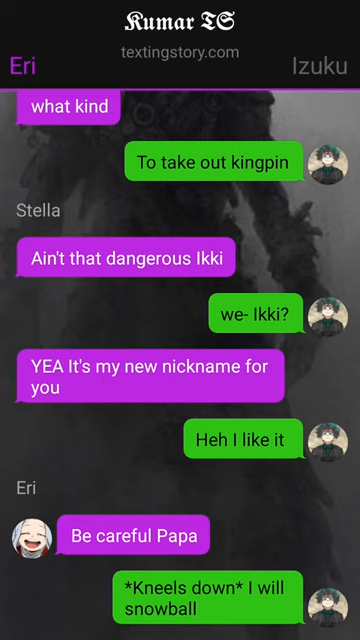 Kumar TS
textingstory.com
Eri
Izuku
what kind
To take out kingpin
Stella
Ain't that dangerous Ikki
we- Ikki?
YEA It's my new nickname for
you
Heh I like it
Eri
Be careful Papa
*Kneels down* I will
snowball